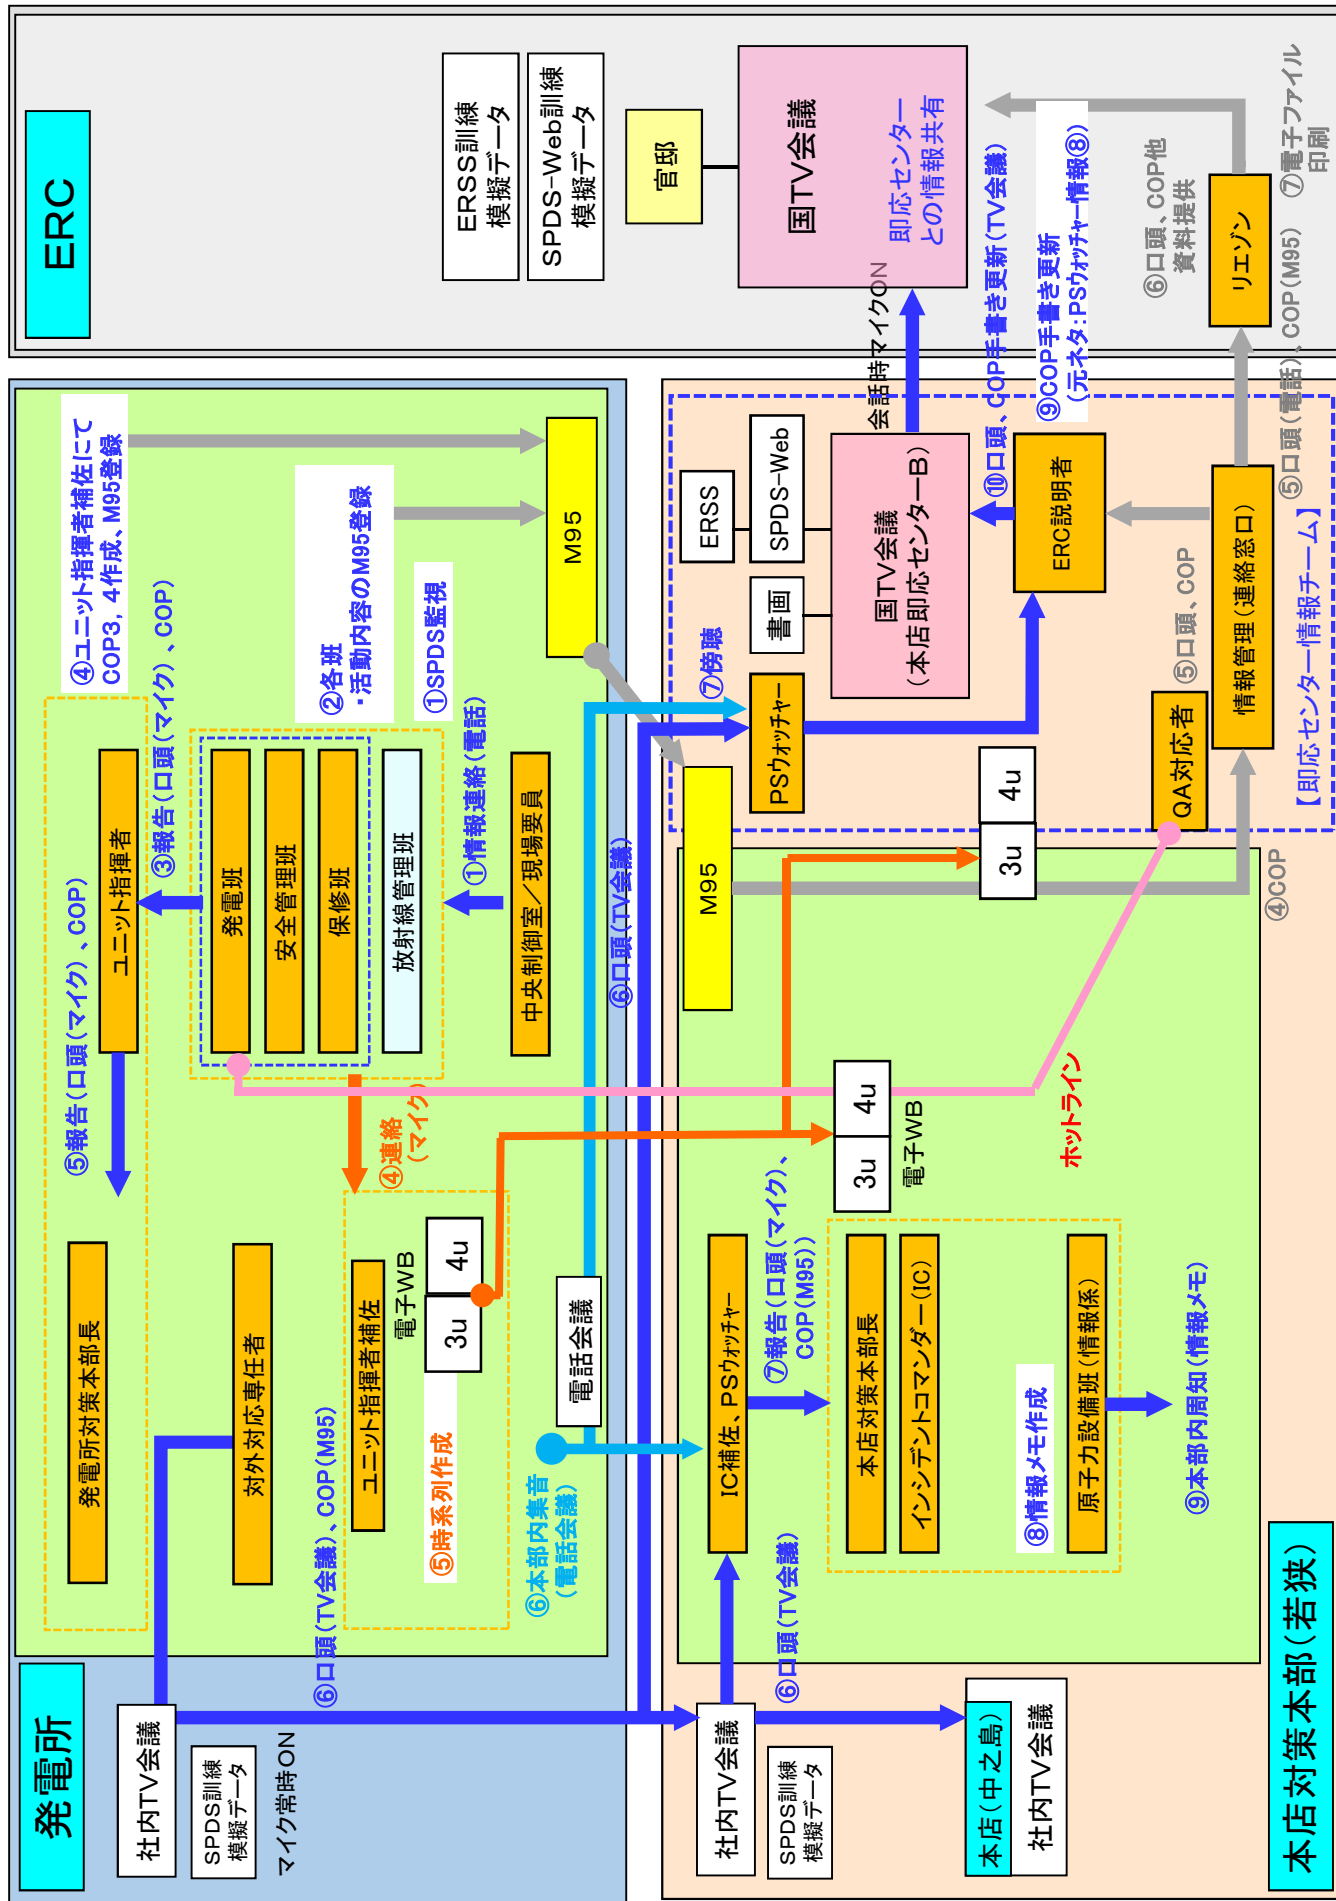 発電所
社内TV会議
SPDS訓練
模擬データ
マイク常時ON
発電所対策本部長
⑤報告(口頭(マイク)、COP)
ユニット指揮者
③報告(口頭(マイク)、COP)
④ユニット指揮者補佐にて
COP3,4作成、M95登録
対外対応専任者
⑥口頭(TV会議)、COP(M95)
発電班
安全管理班
保修班
放射線管理班
②各班
・活動内容のM95登録
①SPDS監視
①情報連絡(電話)
中央制御室/現場要員
④連絡
(マイク)
ユニット指揮者補佐
電子WB
3u
4u
⑤時系列作成
⑥本部内集音
(電話会議)
電話会議
M95
⑥口頭(TV会議)
ERC
ERSS訓練
模擬データ
SPDS-Web訓練
模擬データ
官邸
国TV会議
即応センター
との情報共有
会話時マイクON
⑩口頭、COP手書き更新(TV会議)
⑨COP手書き更新
(元ネタ:PSウォッチャー情報⑧)
⑥口頭、COP他
資料提供
リエゾン
⑦電子ファイル
印刷
⑤口頭(電話)、COP(M95)
本店対策本部(若狭)
社内TV会議
SPDS訓練
模擬データ
⑥口頭(TV会議)
本店(中之島)
社内TV会議
IC補佐、PSウォッチャー
⑦報告(口頭(マイク)、
COP(M95))
本店対策本部長
インシデントコマンダー(IC)
⑧情報メモ作成
原子力設備班(情報係)
⑨本部内周知(情報メモ)
3u
4u
電子WB
ホットライン
M95
3u
4u
④COP
⑦傍聴
PSウォッチャー
ERSS
SPDS-Web
書画
国TV会議
(本店即応センターB)
ERC説明者
⑤口頭、COP
QA対応者
情報管理(連絡窓口)
【即応センター情報チーム】